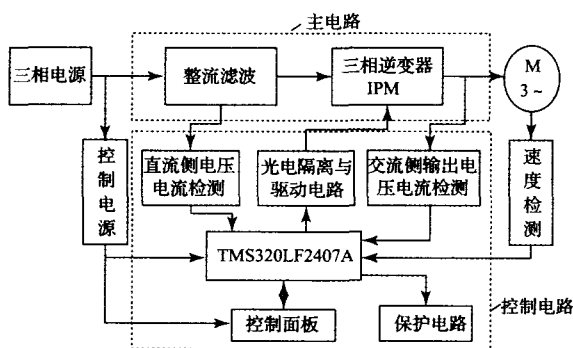 主电路
三相电源
整流滤波
三相逆变器
IPM
M
3~
控制电源
直流侧电压
电流检测
光电隔离与
驱动电路
交流侧输出电
压电流检测
速度检测
TMS320LF2407A
控制面板
保护电路
控制电路